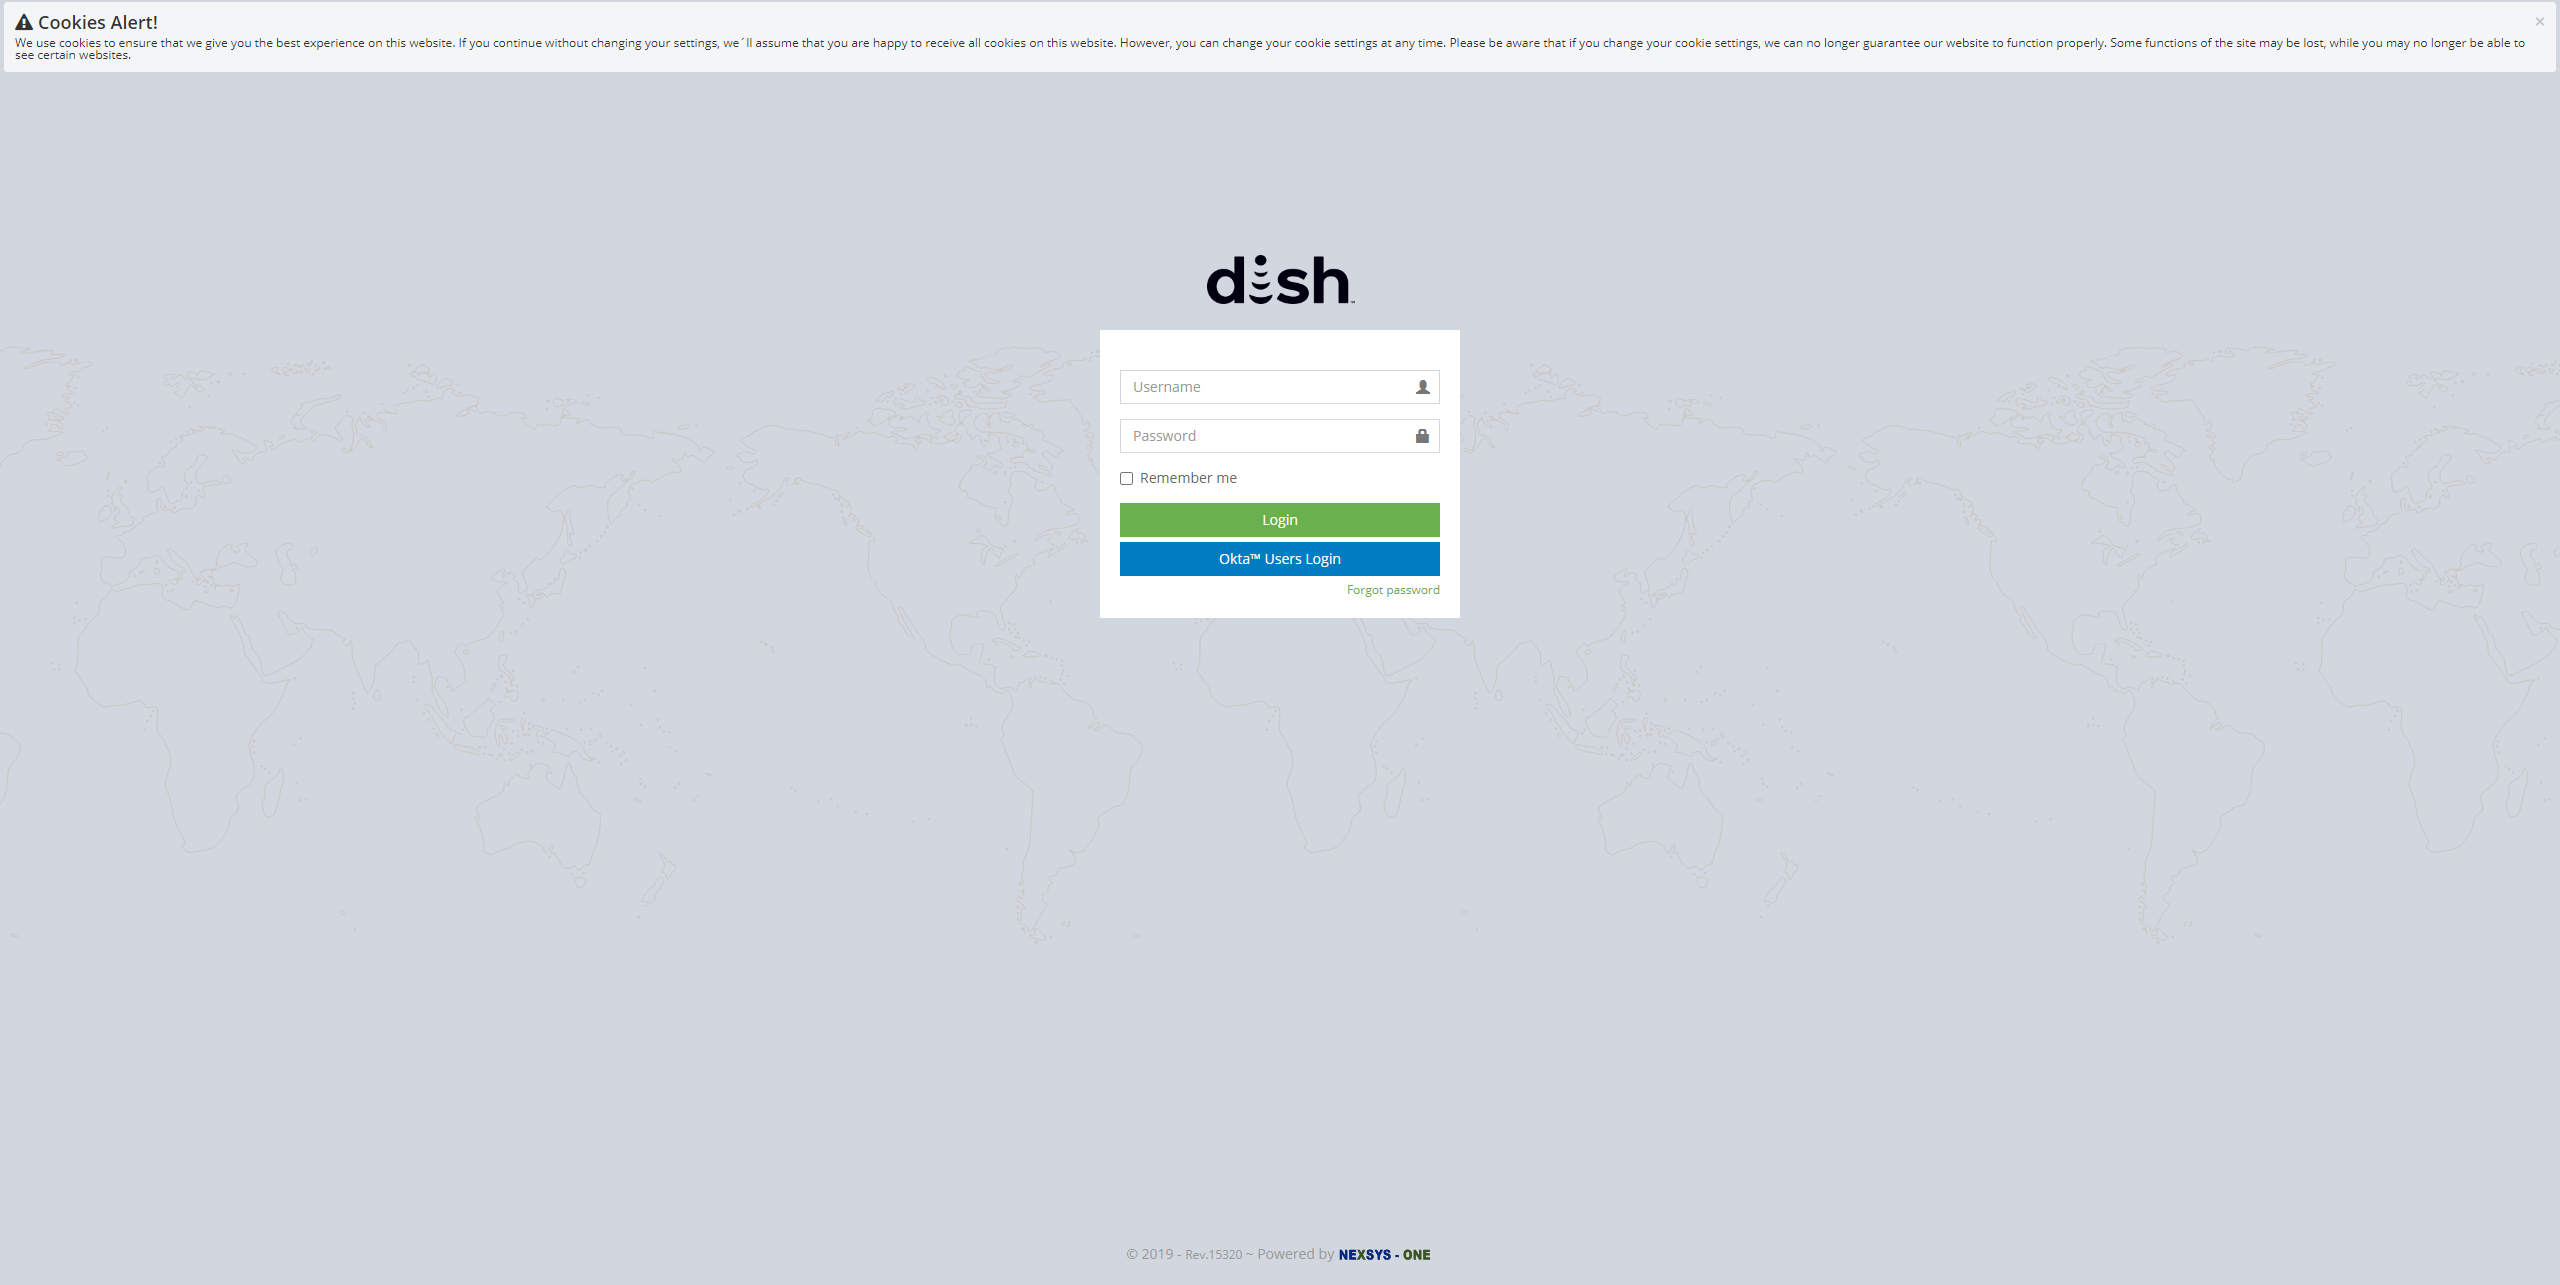 Cookies Alert!
×
We use cookies to ensure that we give you the best experience on this website. If you continue without changing your settings, we´ll assume that you are happy to receive all cookies on this website. However, you can change your cookie settings at any time. Please be aware that if you change your cookie settings, we can no longer guarantee our website to function properly. Some functions of the site may be lost, while you may no longer be able to
see certain websites.
dish
Username
Password
Remember me
Login
Okta™ Users Login
Forgot password
© 2019 - Rev.15320 ~ Powered by NEXSYS - ONE